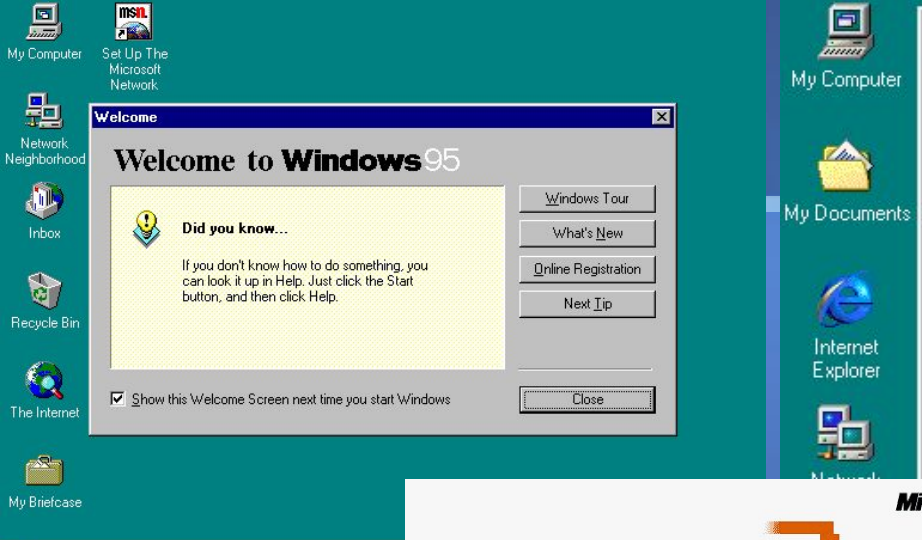 My Computer
msn.
Set Up The
Microsoft
Network
Network
Neighborhood
Inbox
Recycle Bin
The Internet
My Briefcase
Welcome
Welcome to Windows95
Did you know...
If you don't know how to do something, you
can look it up in Help. Just click the Start
button, and then click Help.
Windows Tour
What's New
Online Registration
Next Tip
Show this Welcome Screen next time you start Windows
Close
My Computer
My Documents
Internet
Explorer